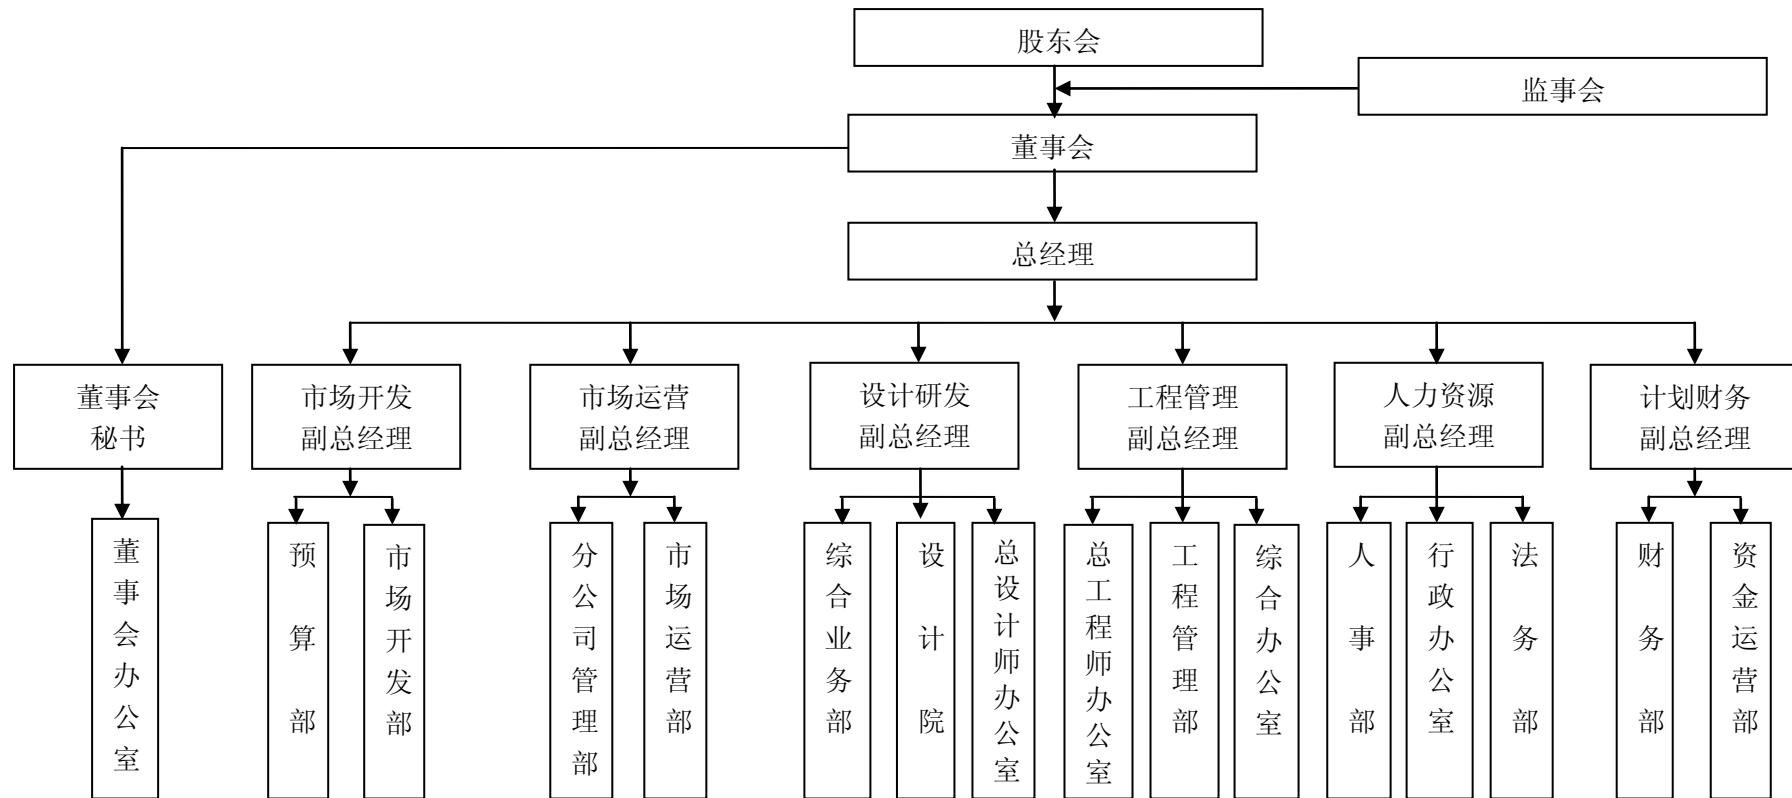 股东会
监事会
董事会
总经理
董事会
秘书
市场开发
副总经理
市场运营
副总经理
设计研发
副总经理
工程管理
副总经理
人力资源
副总经理
计划财务
副总经理
董事会办公室
预算部
市场开发部
分公司管理部
市场运营部
综合业务部
设计院
总设计师办公室
总工程师办公室
工程管理部
综合办公室
人事部
行政办公室
法务部
财务部
资金运营部